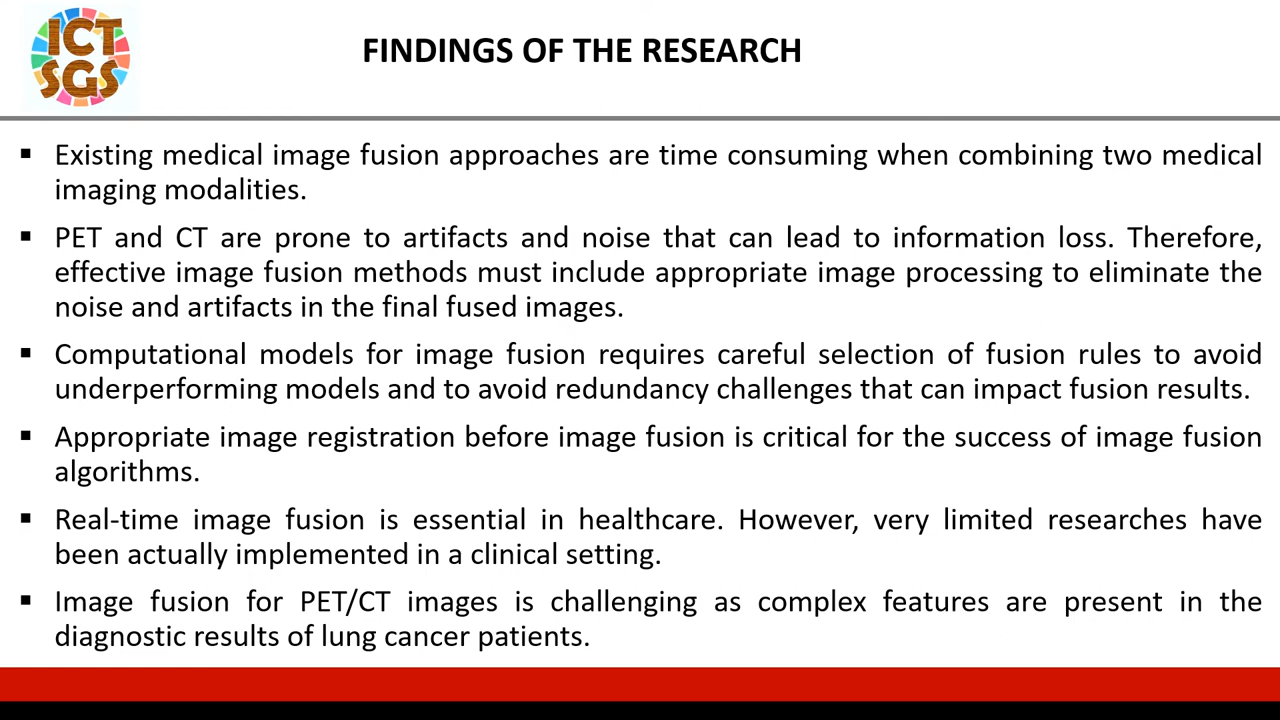 ICT
SGS
FINDINGS OF THE RESEARCH
▪ Existing medical image fusion approaches are time consuming when combining two medical
imaging modalities.
▪ PET and CT are prone to artifacts and noise that can lead to information loss. Therefore,
effective image fusion methods must include appropriate image processing to eliminate the
noise and artifacts in the final fused images.
▪ Computational models for image fusion requires careful selection of fusion rules to avoid
underperforming models and to avoid redundancy challenges that can impact fusion results.
▪ Appropriate image registration before image fusion is critical for the success of image fusion
algorithms.
▪ Real-time image fusion is essential in healthcare. However, very limited researches have
been actually implemented in a clinical setting.
▪ Image fusion for PET/CT images is challenging as complex features are present in the
diagnostic results of lung cancer patients.